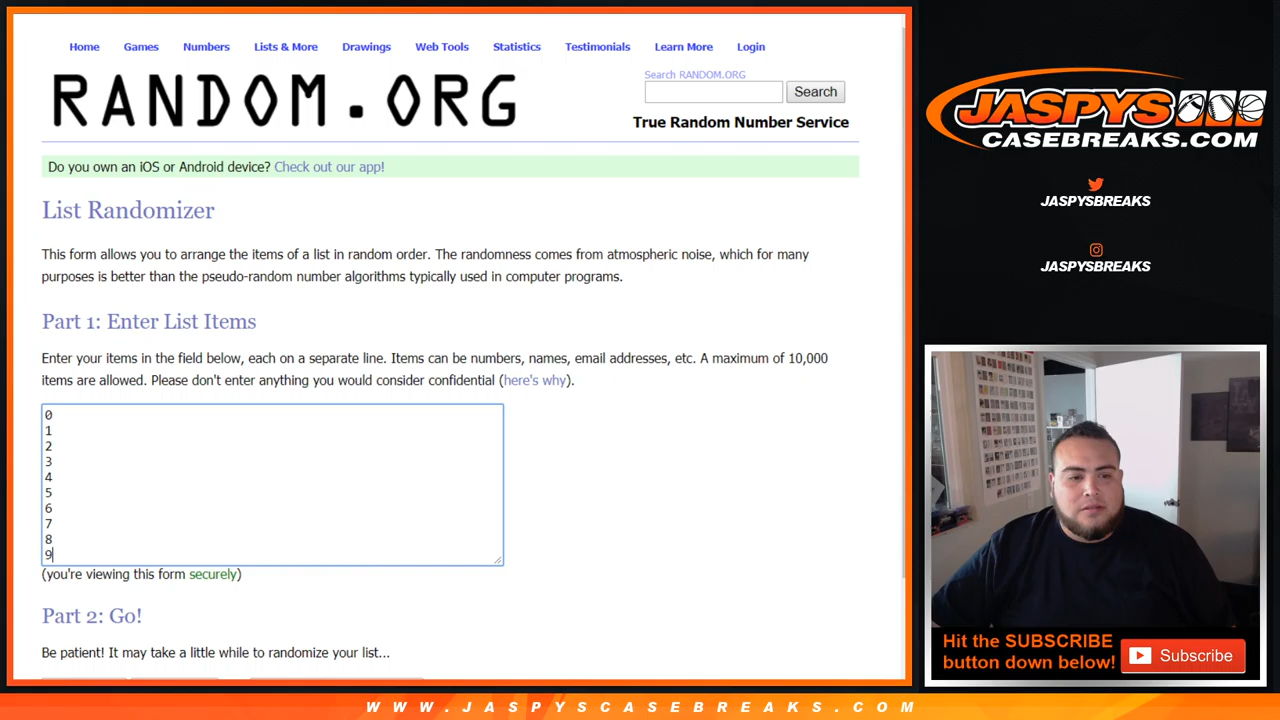 Home Games Numbers Lists & More Drawings Web Tools Statistics Testimonials Learn More Login
RANDOM.ORG
Search RANDOM.ORG
Search
True Random Number Service
Do you own an iOS or Android device? Check out our app!
List Randomizer
This form allows you to arrange the items of a list in random order. The randomness comes from atmospheric noise, which for many
purposes is better than the pseudo-random number algorithms typically used in computer programs.
Part 1: Enter List Items
Enter your items in the field below, each on a separate line. Items can be numbers, names, email addresses, etc. A maximum of 10,000
items are allowed. Please don't enter anything you would consider confidential (here's why).
0
1
2
3
4
5
6
7
8
9
(you're viewing this form securely)
Part 2: Go!
Be patient! It may take a little while to randomize your list...
JASPYS
CASEBREAKS.COM
JASPYSBREAKS
JASPYSBREAKS
Hit the SUBSCRIBE
button down below!
Subscribe
WWW.JASPYSCASEBREAKS.COM